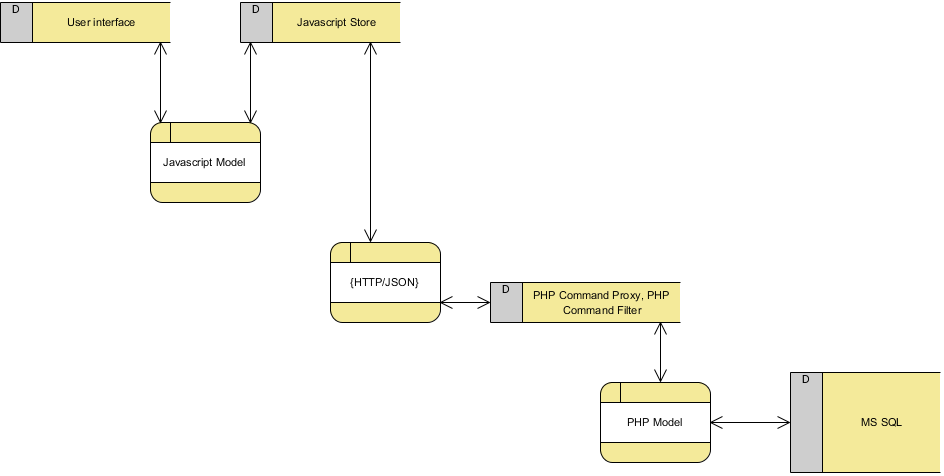 D
User interface
D
Javascript Store
Javascript Model
{HTTP/JSON}
D
PHP Command Proxy, PHP
Command Filter
D
PHP Model
MS SQL